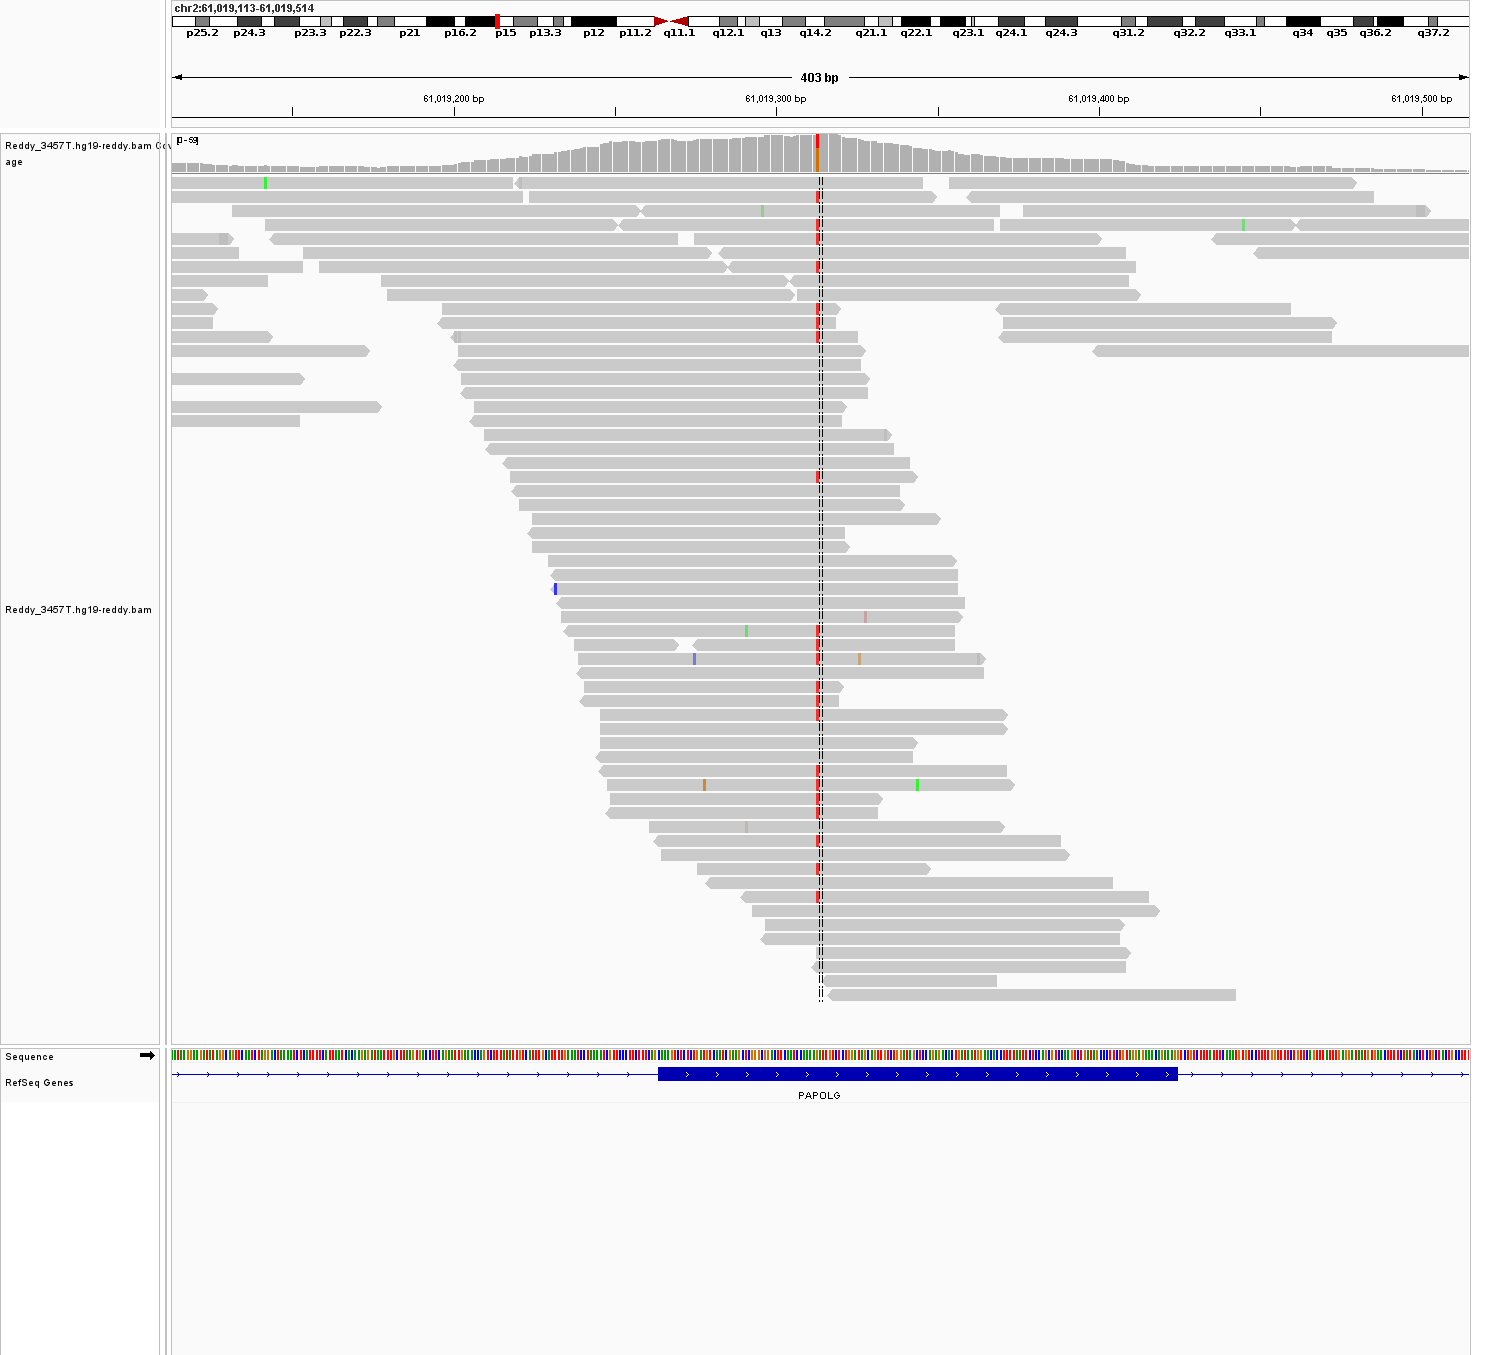 chr2:61,019,113-61,019,514
p25.2 p24.3 p23.3 p22.3 p21 p16.2 p15 p13.3 p12 p11.2 q11.1 q12.1 q13 q14.2 q21.1 q22.1 q23.1 q24.1 q24.3 q31.2 q32.2 q33.1 q34 q35 q36.2 q37.2
403 bp
61,019,200 bp 61,019,300 bp 61,019,400 bp 61,019,500 bp
Reddy_3457T.hg19-reddy.bam Cov
age
[0 - 59]
Reddy_3457T.hg19-reddy.bam
Sequence
RefSeq Genes
PAPOLG